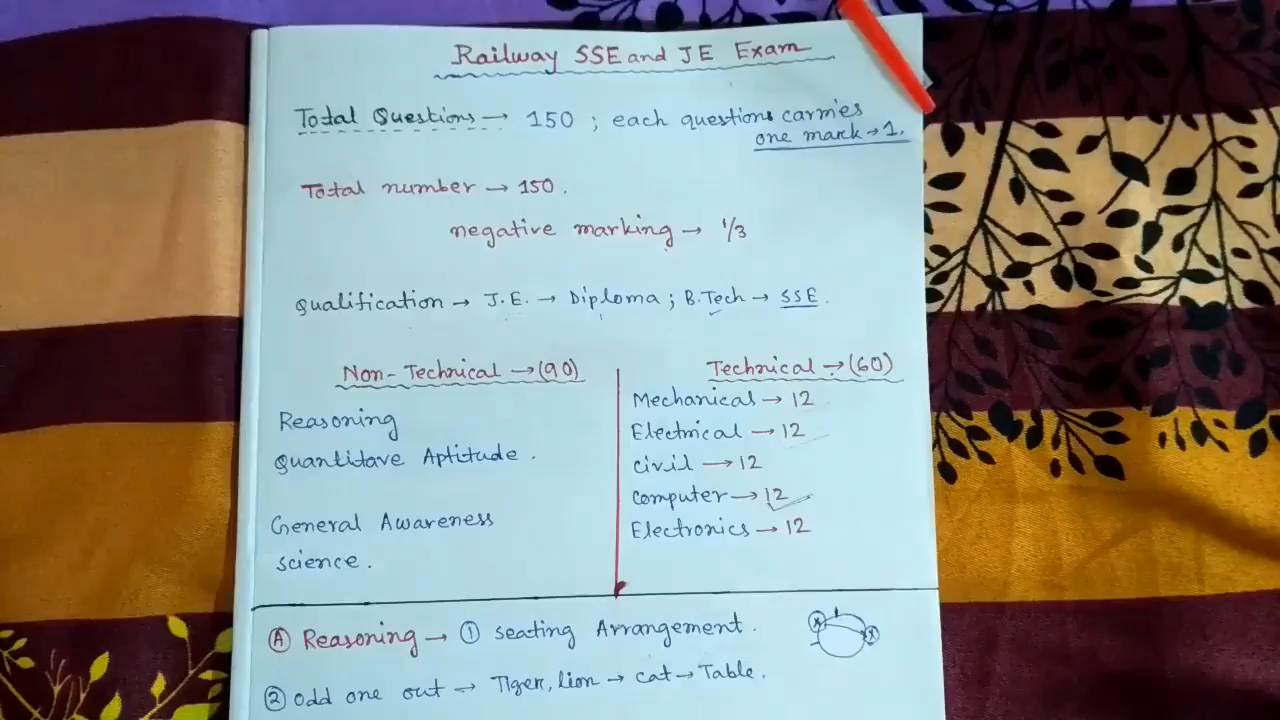 Railway SSE and JE Exam
Total Questions → 150 ; each questions carries
one mark → 1.
Total number → 150.
negative marking → 1/3
Qualification → J.E. → Diploma ; B.Tech → SSE.
Non-Technical → (90)
Reasoning
Quantitave Aptitude.
General Awareness
science.
Technical → (60)
Mechanical → 12
Electrical → 12
civil → 12
computer → 12
Electronics → 12
Ⓐ Reasoning → ① seating Arrangement.
② odd one out → Tiger, lion → cat → Table.